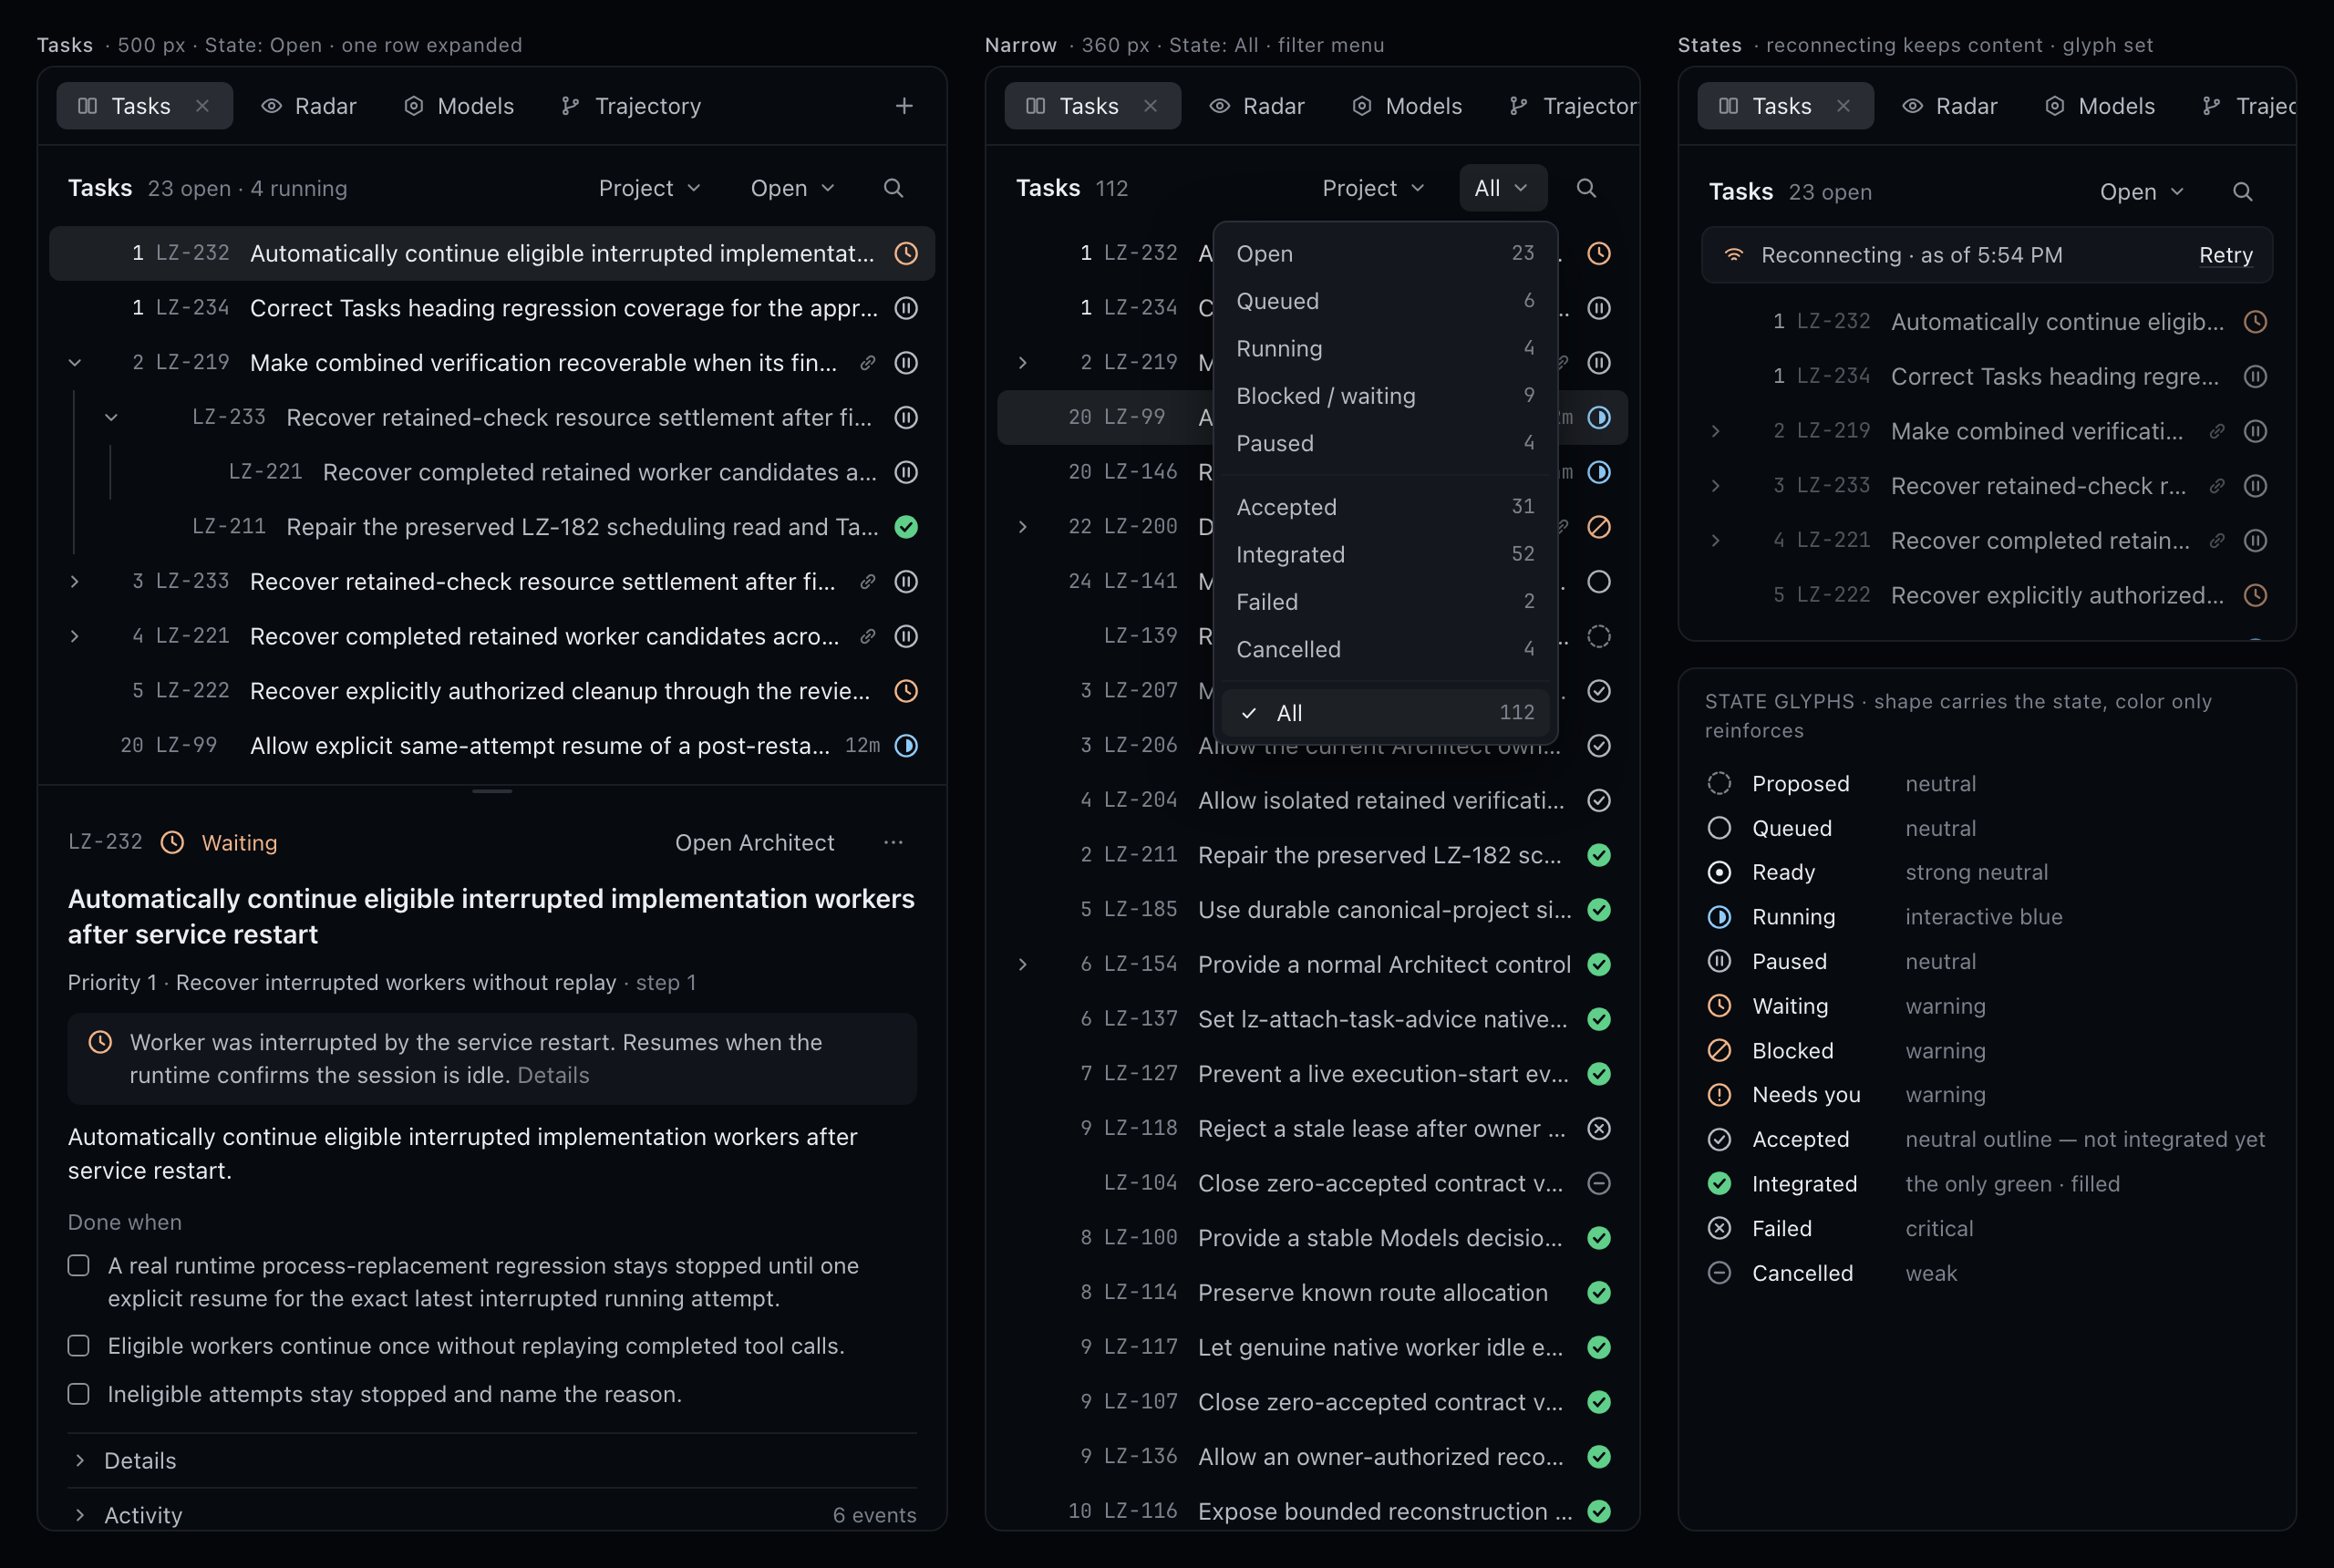 Tasks · 500 px · State: Open · one row expanded
Tasks
Radar
Models
Trajectory
Tasks 23 open · 4 running
Project
Open
1 LZ-232 Automatically continue eligible interrupted implementat...
1 LZ-234 Correct Tasks heading regression coverage for the appr...
2 LZ-219 Make combined verification recoverable when its fin...
LZ-233 Recover retained-check resource settlement after fi...
LZ-221 Recover completed retained worker candidates a...
LZ-211 Repair the preserved LZ-182 scheduling read and Ta...
3 LZ-233 Recover retained-check resource settlement after fi...
4 LZ-221 Recover completed retained worker candidates acro...
5 LZ-222 Recover explicitly authorized cleanup through the revie...
20 LZ-99 Allow explicit same-attempt resume of a post-resta... 12m
LZ-232 Waiting
Open Architect
Automatically continue eligible interrupted implementation workers
after service restart
Priority 1 · Recover interrupted workers without replay · step 1
Worker was interrupted by the service restart. Resumes when the
runtime confirms the session is idle. Details
Automatically continue eligible interrupted implementation workers after
service restart.
Done when
A real runtime process-replacement regression stays stopped until one
explicit resume for the exact latest interrupted running attempt.
Eligible workers continue once without replaying completed tool calls.
Ineligible attempts stay stopped and name the reason.
Details
Activity 6 events
Narrow · 360 px · State: All · filter menu
Tasks
Radar
Models
Trajector
Tasks 112
Project
All
1 LZ-232 A
1 LZ-234 C
2 LZ-219 M
20 LZ-99 A
20 LZ-146 R
22 LZ-200 D
24 LZ-141 M
LZ-139 R
3 LZ-207 M
Open 23
Queued 6
Running 4
Blocked / waiting 9
Paused 4
Accepted 31
Integrated 52
Failed 2
Cancelled 4
All 112
3 LZ-206 Allow the current Architect own...
4 LZ-204 Allow isolated retained verificati...
2 LZ-211 Repair the preserved LZ-182 sc...
5 LZ-185 Use durable canonical-project si...
6 LZ-154 Provide a normal Architect control
6 LZ-137 Set lz-attach-task-advice native...
7 LZ-127 Prevent a live execution-start ev...
9 LZ-118 Reject a stale lease after owner ...
LZ-104 Close zero-accepted contract v...
8 LZ-100 Provide a stable Models decisio...
8 LZ-114 Preserve known route allocation
9 LZ-117 Let genuine native worker idle e...
9 LZ-107 Close zero-accepted contract v...
9 LZ-136 Allow an owner-authorized reco...
10 LZ-116 Expose bounded reconstruction ...
States · reconnecting keeps content · glyph set
Tasks
Radar
Models
Trajec
Tasks 23 open
Open
Reconnecting · as of 5:54 PM
Retry
1 LZ-232 Automatically continue eligib...
1 LZ-234 Correct Tasks heading regre...
2 LZ-219 Make combined verificati...
3 LZ-233 Recover retained-check r...
4 LZ-221 Recover completed retain...
5 LZ-222 Recover explicitly authorized...
STATE GLYPHS · shape carries the state, color only
reinforces
Proposed neutral
Queued neutral
Ready strong neutral
Running interactive blue
Paused neutral
Waiting warning
Blocked warning
Needs you warning
Accepted neutral outline — not integrated yet
Integrated the only green · filled
Failed critical
Cancelled weak